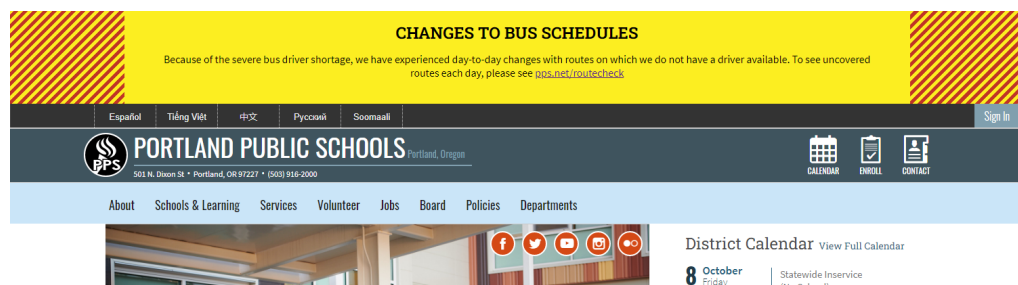 CHANGES TO BUS SCHEDULES
Because of the severe bus driver shortage, we have experienced day-to-day changes with routes on which we do not have a driver available. To see uncovered
routes each day, please see pps.net/routecheck
Español Tiếng Việt 中文 Русский Soomaali Sign In
PPS PORTLAND PUBLIC SCHOOLS Portland, Oregon
501 N. Dixon St • Portland, OR 97227 • (503) 916-2000
CALENDAR ENROLL CONTACT
About Schools & Learning Services Volunteer Jobs Board Policies Departments
District Calendar View Full Calendar
8 October Statewide Inservice
Friday